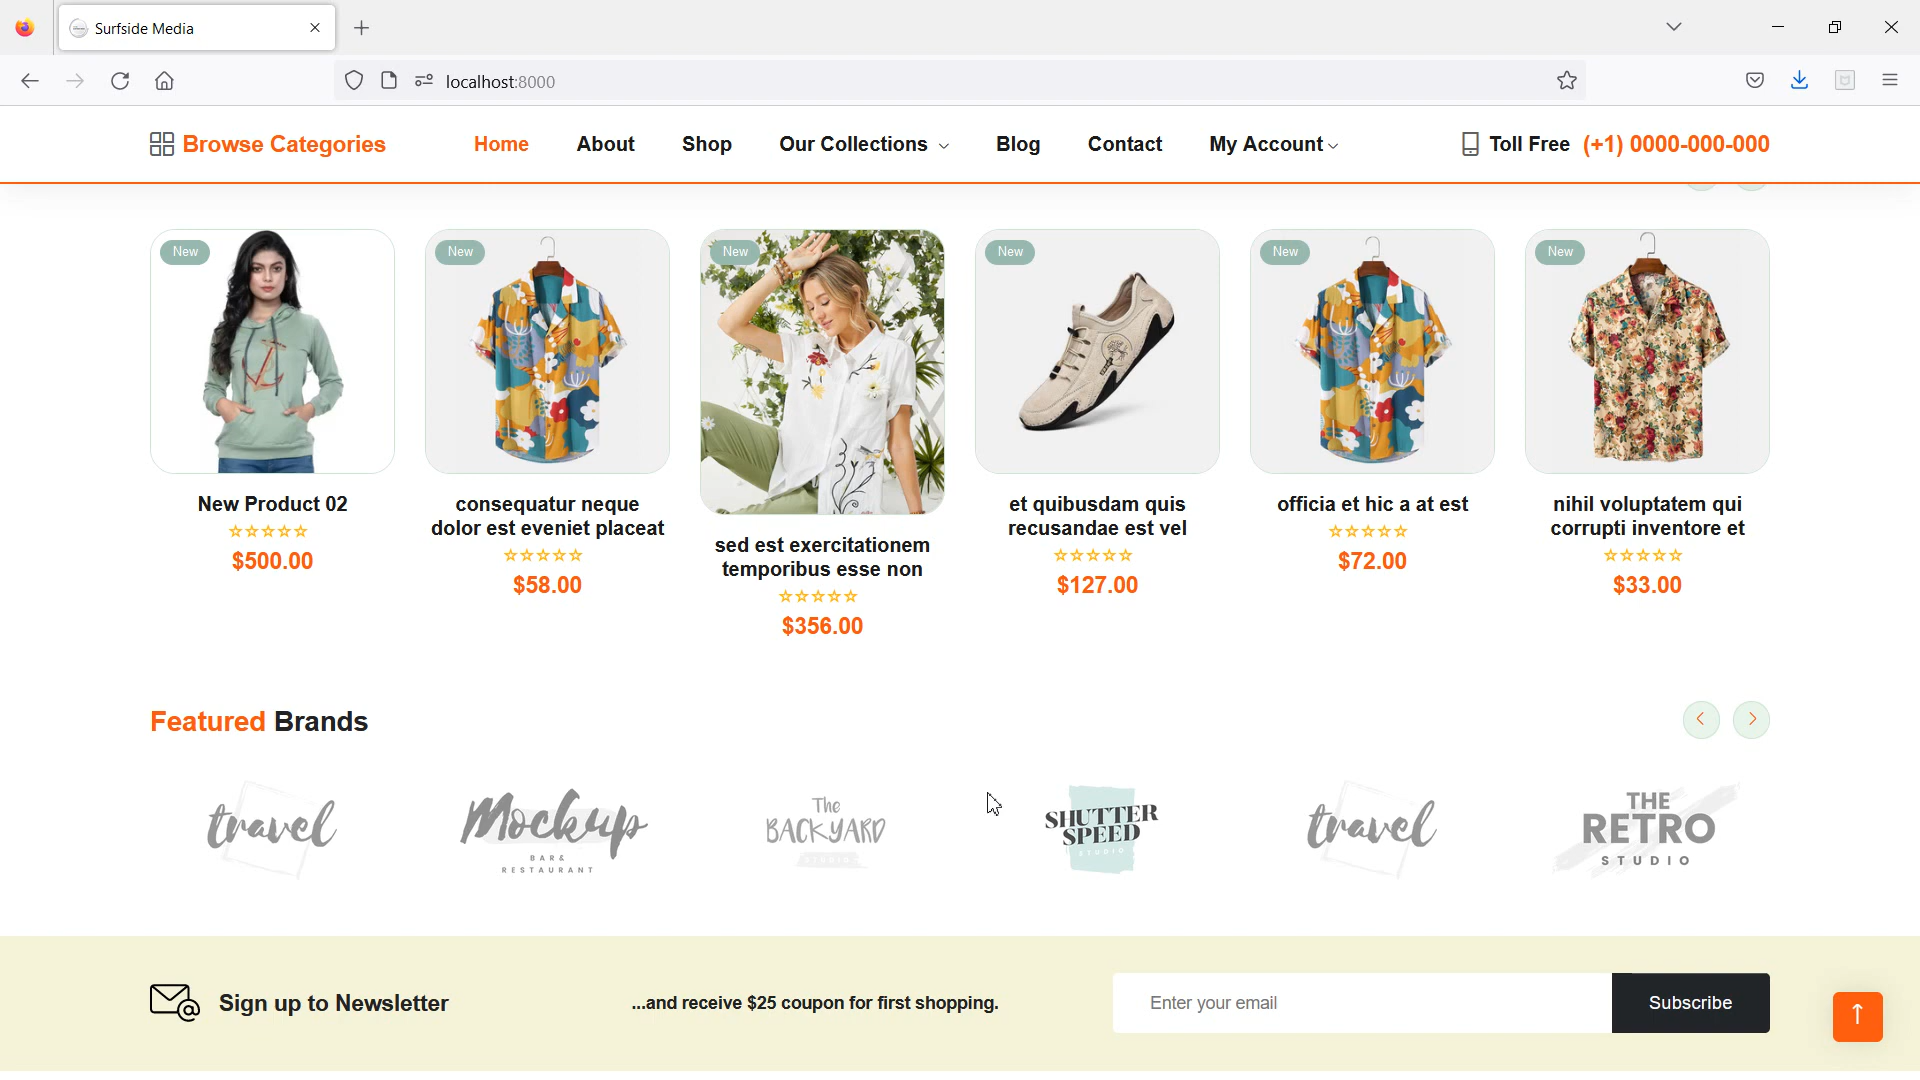 Surfside Media
localhost:8000
Browse Categories
Home
About
Shop
Our Collections
Blog
Contact
My Account
Toll Free (+1) 0000-000-000
New
New
New
New
New
New
New Product 02
$500.00
consequatur neque
dolor est eveniet placeat
$58.00
sed est exercitationem
temporibus esse non
$356.00
et quibusdam quis
recusandae est vel
$127.00
officia et hic a at est
$72.00
nihil voluptatem qui
corrupti inventore et
$33.00
Featured Brands
travel
Mockup
BAR &
RESTAURANT
The
BACKYARD
STUDIO
SHUTTER
SPEED
STUDIO
travel
THE
RETRO
STUDIO
Sign up to Newsletter
...and receive $25 coupon for first shopping.
Enter your email
Subscribe